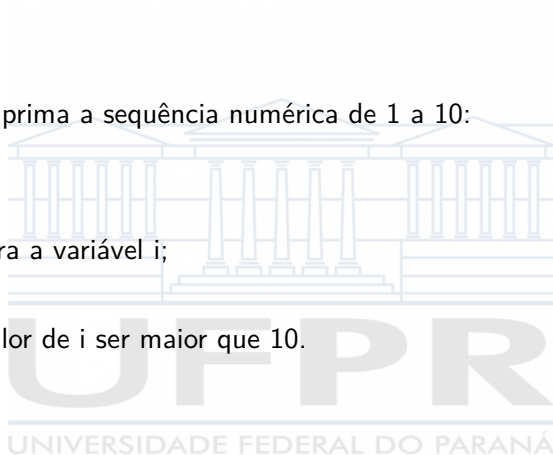 prima a sequência numérica de 1 a 10:
ra a variável i;
lor de i ser maior que 10.
UFPR
UNIVERSIDADE FEDERAL DO PARANÁ